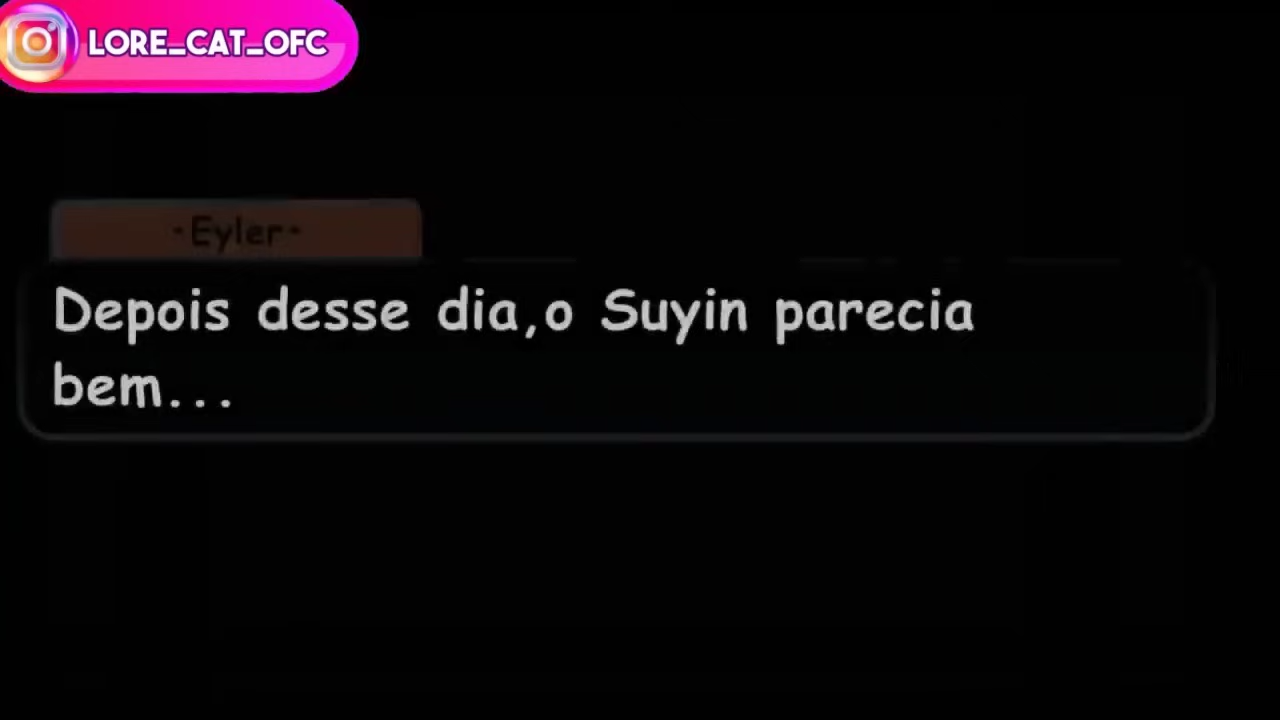 LORE_CAT_OFC
-Eyler-
Depois desse dia,o Suyin parecia
bem...